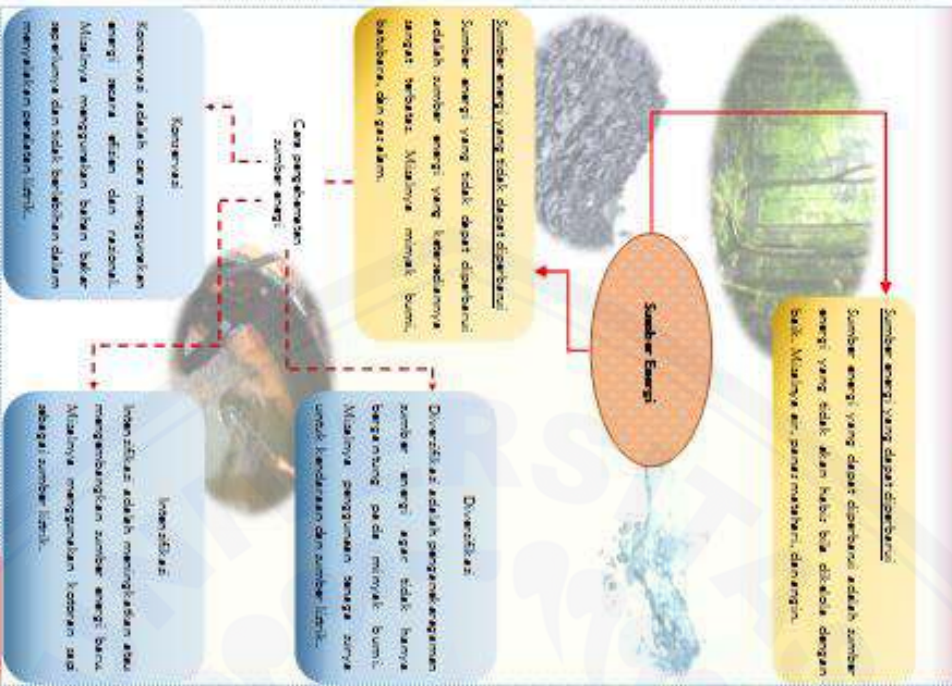 Sumber Energi
Sumber energi yang dapat diperbarui
Sumber energi yang dapat diperbarui adalah sumber
energi yang tidak akan habis bila dikelola dengan
baik. Misalnya air, panas matahari, dan angin.
Sumber energi yang tidak dapat diperbarui
Sumber energi yang tidak dapat diperbarui
adalah sumber energi yang ketersediannya
sangat terbatas. Misalnya minyak bumi,
batubara, dan gas alam.
Cara penghematan
sumber energi
Diversifikasi
Diversifikasi adalah penganekaragaman
sumber energi agar tidak hanya
bergantung pada minyak bumi.
Misalnya penggunaan tenaga surya
untuk kendaraan dan sumber listrik.
Konservasi
Konservasi adalah cara menggunakan
energi secara efisien dan rasional.
Misalnya menggunakan bahan bakar
seperlunya dan tidak berlebihan dalam
menyalakan peralatan listrik.
Intensifikasi
Intensifikasi adalah meningkatkan atau
mengembangkan sumber energi baru.
Misalnya menggunakan kotoran sapi
sebagai sumber listrik.